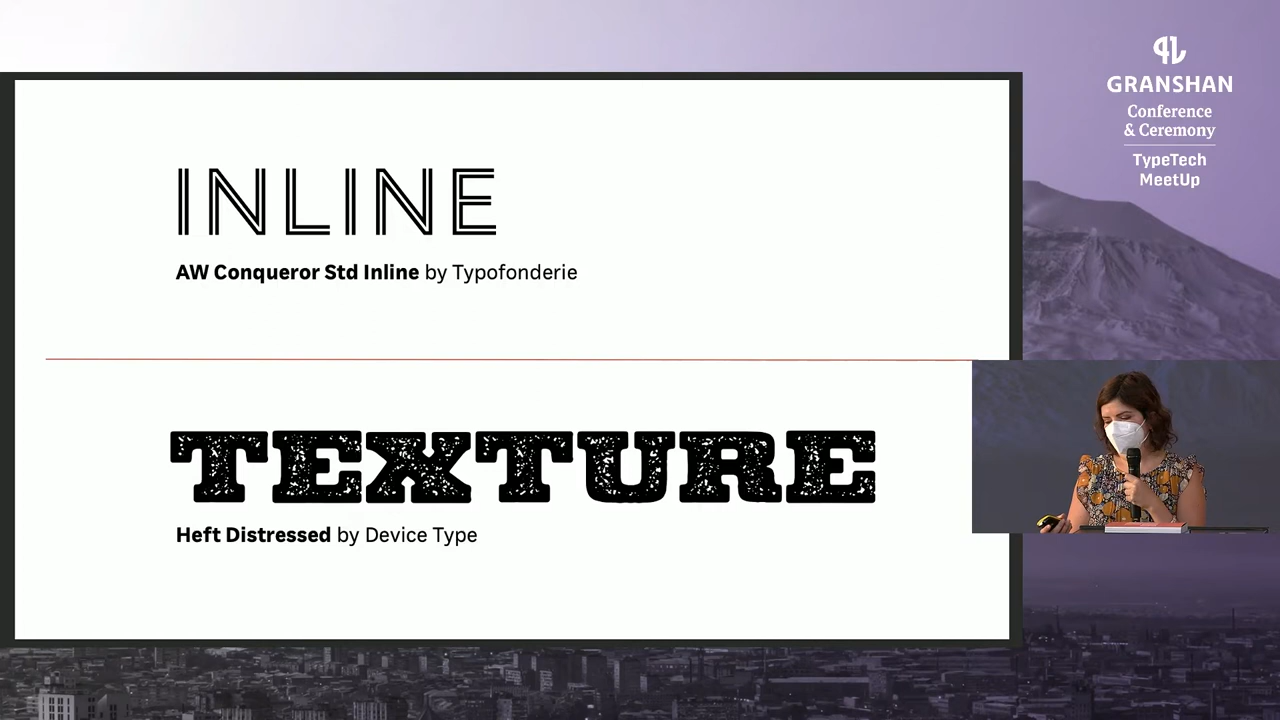 INLINE
AW Conqueror Std Inline by Typofonderie
TEXTURE
Heft Distressed by Device Type
GRANSHAN
Conference
& Ceremony
TypeTech
MeetUp